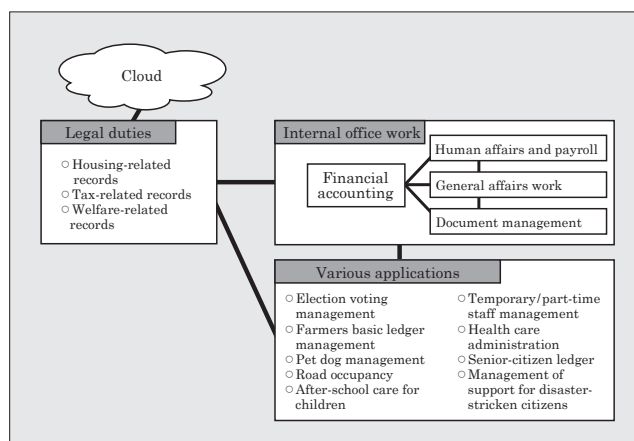 Cloud
Legal duties
○ Housing-related
records
○ Tax-related records
○ Welfare-related
records
Internal office work
Financial
accounting
Human affairs and payroll
General affairs work
Document management
Various applications
○ Election voting
management
○ Farmers basic ledger
management
○ Pet dog management
○ Road occupancy
○ After-school care for
children
○ Temporary/part-time
staff management
○ Health care
administration
○ Senior-citizen ledger
○ Management of
support for disaster-
stricken citizens